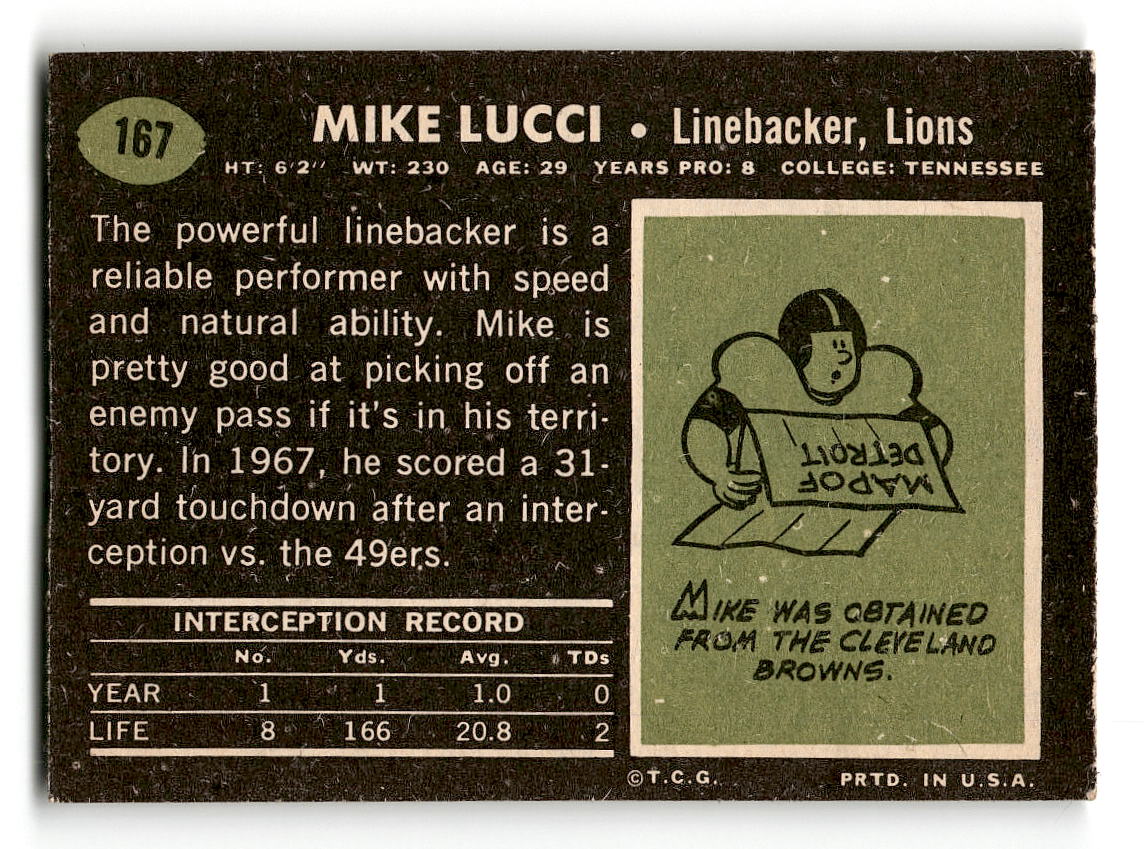 167
MIKE LUCCI • Linebacker, Lions
HT: 6'2" WT: 230 AGE: 29 YEARS PRO: 8 COLLEGE: TENNESSEE
The powerful linebacker is a
reliable performer with speed
and natural ability. Mike is
pretty good at picking off an
enemy pass if it's in his terri-
tory. In 1967, he scored a 31-
yard touchdown after an inter-
ception vs. the 49ers.
INTERCEPTION RECORD
No. Yds. Avg. TDs
YEAR 1 1 1.0 0
LIFE 8 166 20.8 2
MAP OF
DETROIT
MIKE WAS OBTAINED
FROM THE CLEVELAND
BROWNS.
©T.C.G. PRTD. IN U.S.A.